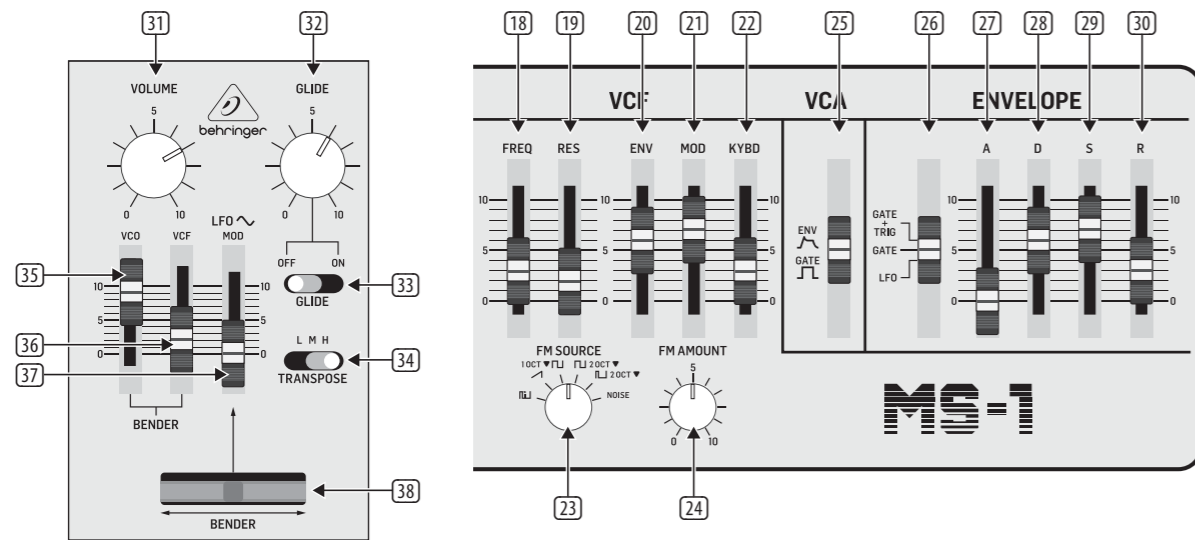 31
32
VOLUME
GLIDE
5
5
behringer
0
10
0
10
LFO
VCO
VCF
MOD
OFF
ON
35
33
10
10
GLIDE
5
5
36
L M H
34
0
0
37
TRANSPOSE
BENDER
38
BENDER
18
19
20
21
22
25
26
27
28
29
30
VCF
VCA
ENVELOPE
FREQ
RES
ENV
MOD
KYBD
A
D
S
R
10
10
10
10
GATE
+
TRIG
ENV
5
5
GATE
5
5
GATE
LFO
0
0
0
0
FM SOURCE
FM AMOUNT
1 OCT ▼
2 OCT ▼
5
2 OCT ▼
NOISE
0
10
MS-1
23
24